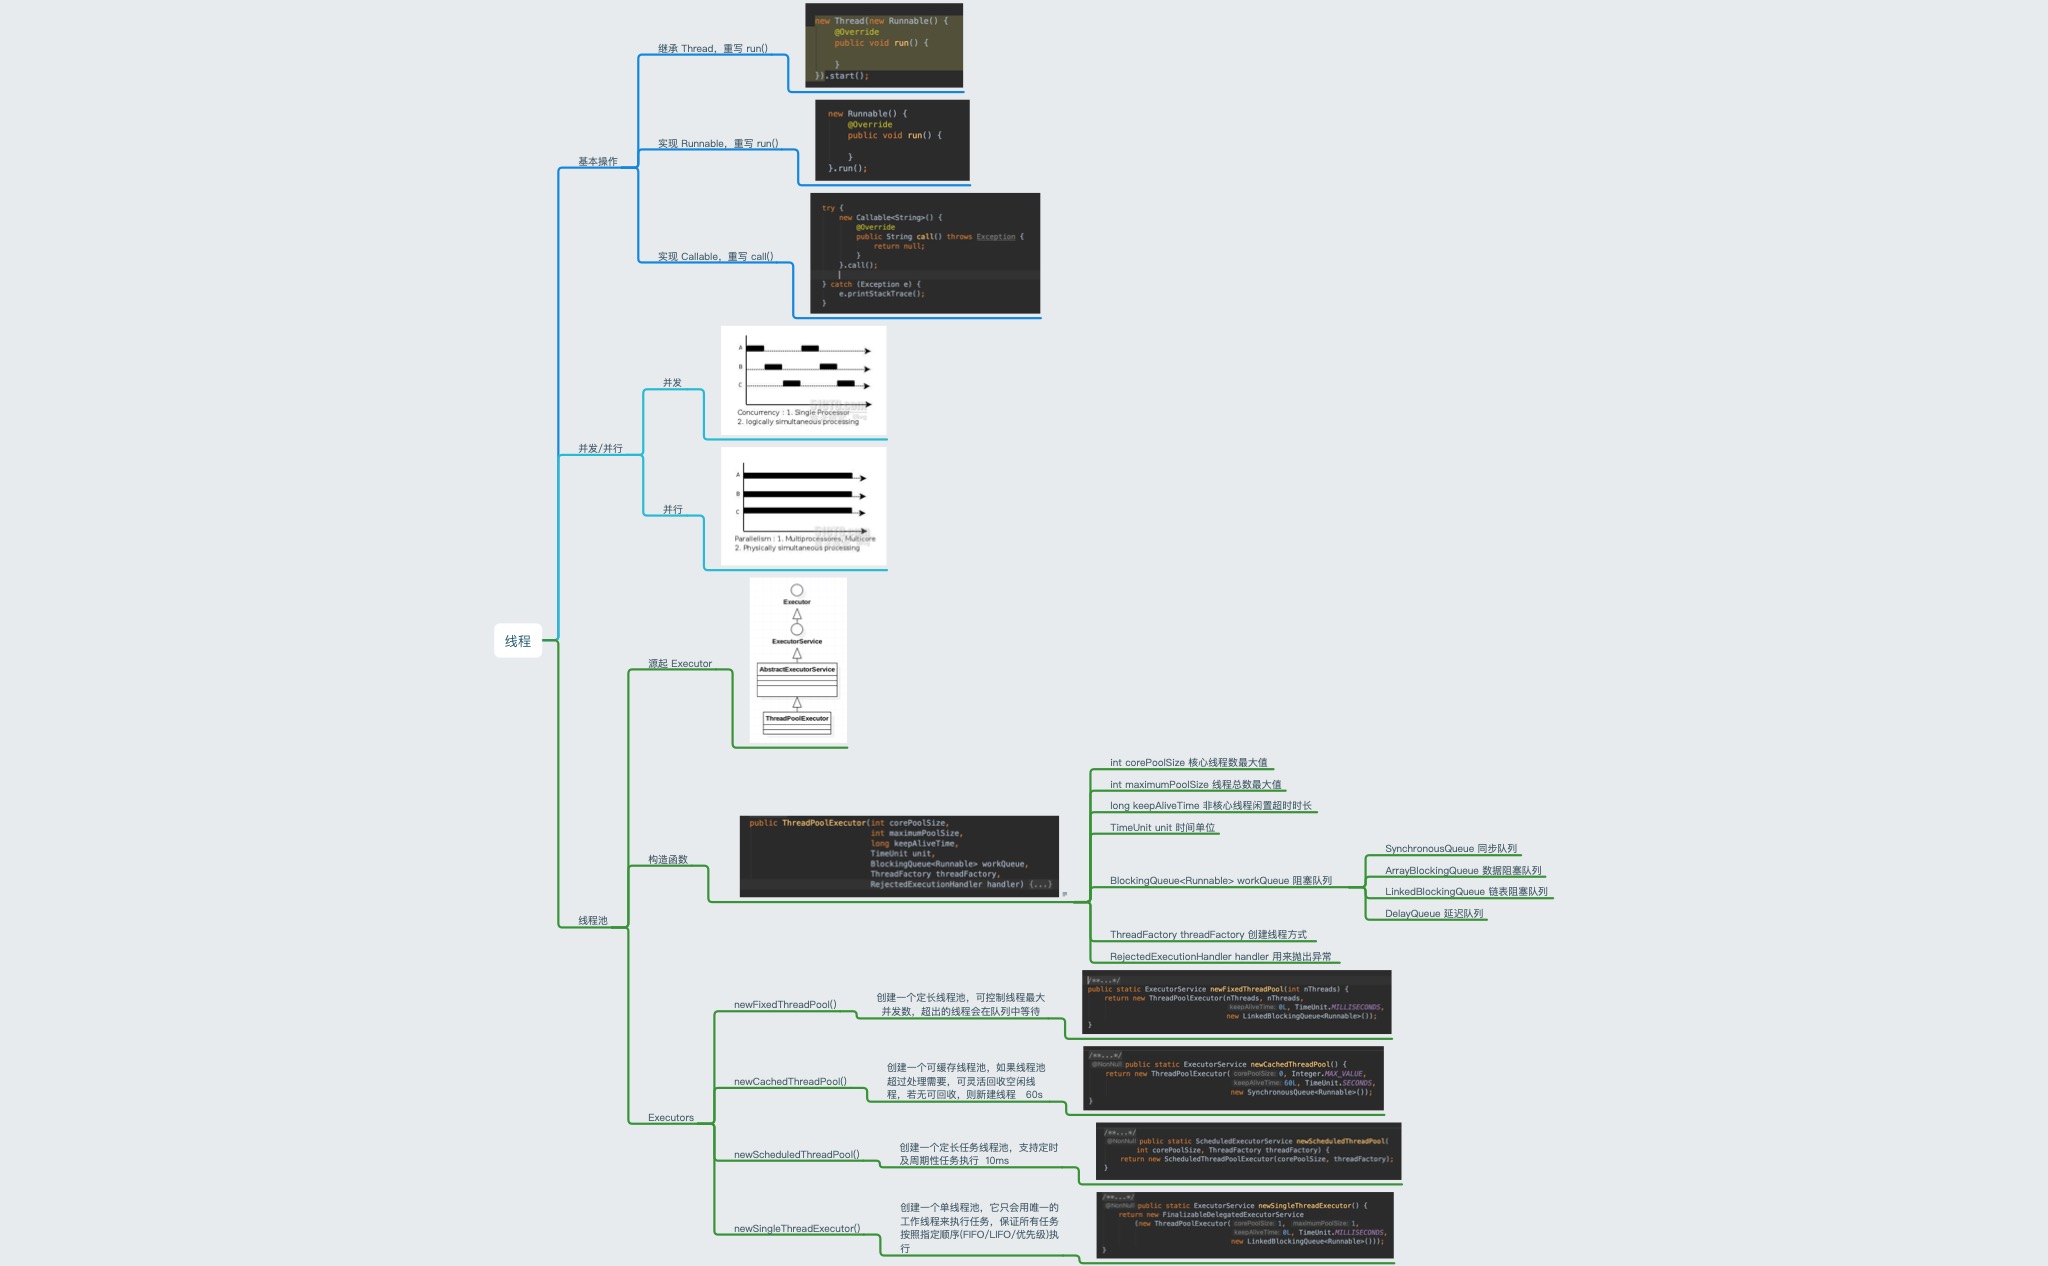 线程
基本操作
继承 Thread，重写 run()
new Thread(new Runnable() {
@Override
public void run() {
}
}).start();
实现 Runnable，重写 run()
new Runnable() {
@Override
public void run() {
}
}.run();
实现 Callable，重写 call()
try {
new Callable<String>() {
@Override
public String call() throws Exception {
return null;
}
}.call();
} catch (Exception e) {
e.printStackTrace();
}
并发/并行
并发
A
B
C
Concurrency : 1. Single Processor
2. logically simultaneous processing
并行
A
B
C
Parallelism : 1. Multiprocessores, Multicore
2. Physically simultaneous processing
线程池
源起 Executor
Executor
ExecutorService
AbstractExecutorService
ThreadPoolExecutor
构造函数
public ThreadPoolExecutor(int corePoolSize,
int maximumPoolSize,
long keepAliveTime,
TimeUnit unit,
BlockingQueue<Runnable> workQueue,
ThreadFactory threadFactory,
RejectedExecutionHandler handler) {...}
int corePoolSize 核心线程数最大值
int maximumPoolSize 线程总数最大值
long keepAliveTime 非核心线程闲置超时时长
TimeUnit unit 时间单位
BlockingQueue<Runnable> workQueue 阻塞队列
SynchronousQueue 同步队列
ArrayBlockingQueue 数据阻塞队列
LinkedBlockingQueue 链表阻塞队列
DelayQueue 延迟队列
ThreadFactory threadFactory 创建线程方式
RejectedExecutionHandler handler 用来抛出异常
Executors
newFixedThreadPool()
创建一个定长线程池，可控制线程最大
并发数，超出的线程会在队列中等待
/**...*/
public static ExecutorService newFixedThreadPool(int nThreads) {
return new ThreadPoolExecutor(nThreads, nThreads,
keepAliveTime: 0L, TimeUnit.MILLISECONDS,
new LinkedBlockingQueue<Runnable>());
}
newCachedThreadPool()
创建一个可缓存线程池，如果线程池
超过处理需要，可灵活回收空闲线
程，若无可回收，则新建线程 60s
/**...*/
@NonNull public static ExecutorService newCachedThreadPool() {
return new ThreadPoolExecutor( corePoolSize: 0, Integer.MAX_VALUE,
keepAliveTime: 60L, TimeUnit.SECONDS,
new SynchronousQueue<Runnable>());
}
newScheduledThreadPool()
创建一个定长任务线程池，支持定时
及周期性任务执行 10ms
/**...*/
@NonNull public static ScheduledExecutorService newScheduledThreadPool(
int corePoolSize, ThreadFactory threadFactory) {
return new ScheduledThreadPoolExecutor(corePoolSize, threadFactory);
}
newSingleThreadExecutor()
创建一个单线程池，它只会用唯一的
工作线程来执行任务，保证所有任务
按照指定顺序(FIFO/LIFO/优先级)执
行
/**...*/
@NonNull public static ExecutorService newSingleThreadExecutor() {
return new FinalizableDelegatedExecutorService
(new ThreadPoolExecutor( corePoolSize: 1, maximumPoolSize: 1,
keepAliveTime: 0L, TimeUnit.MILLISECONDS,
new LinkedBlockingQueue<Runnable>()));
}